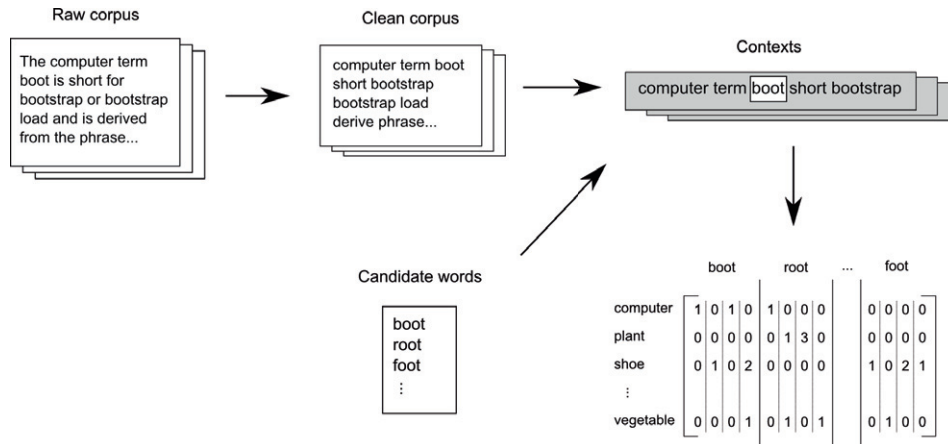 Raw corpus
The computer term
boot is short for
bootstrap or bootstrap
load and is derived
from the phrase...
Clean corpus
computer term boot
short bootstrap
bootstrap load
derive phrase...
Contexts
computer term boot short bootstrap
Candidate words
boot
root
foot
⋮
boot root ... foot
computer 1 0 1 0 1 0 0 0 0 0 0 0
plant 0 0 0 0 0 1 3 0 0 0 0 0
shoe 0 1 0 2 0 0 0 0 1 0 2 1
⋮
vegetable 0 0 0 1 0 1 0 1 0 1 0 0